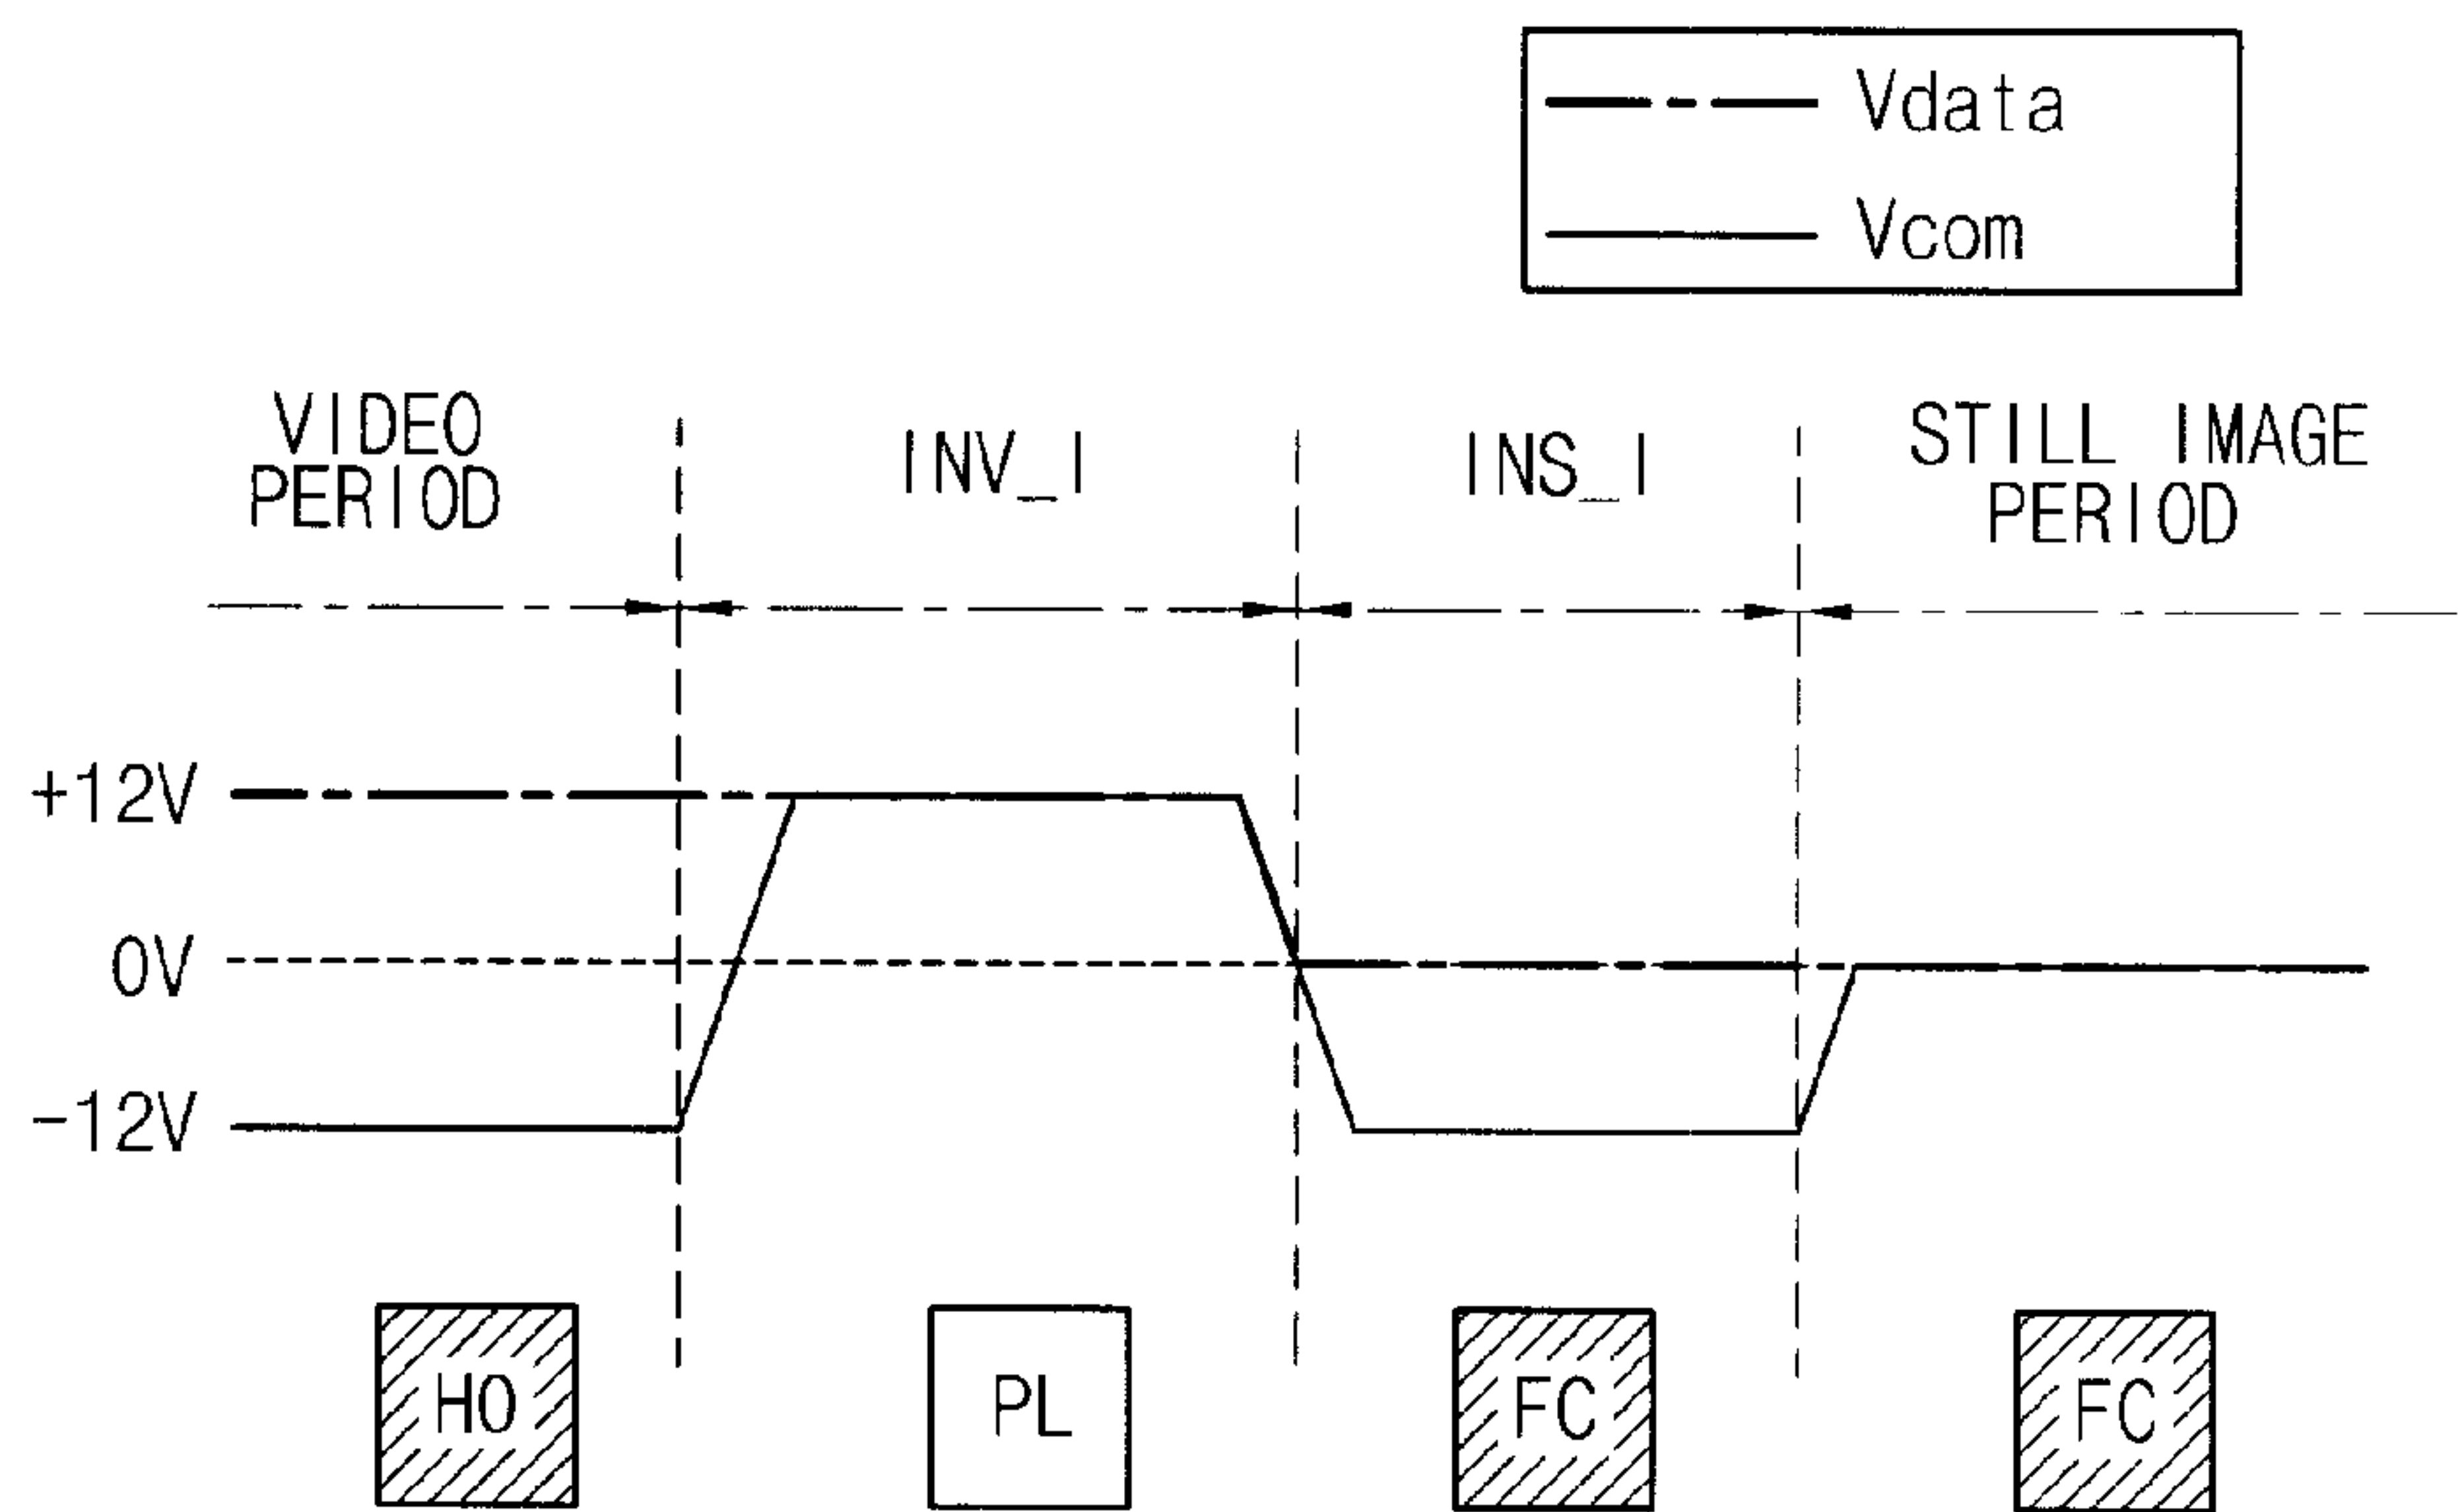 Vdata
Vcom
VIDEO
PERIOD
INV_I
INS_I
STILL IMAGE
PERIOD
+12V
0V
-12V
HO
PL
FC
FC